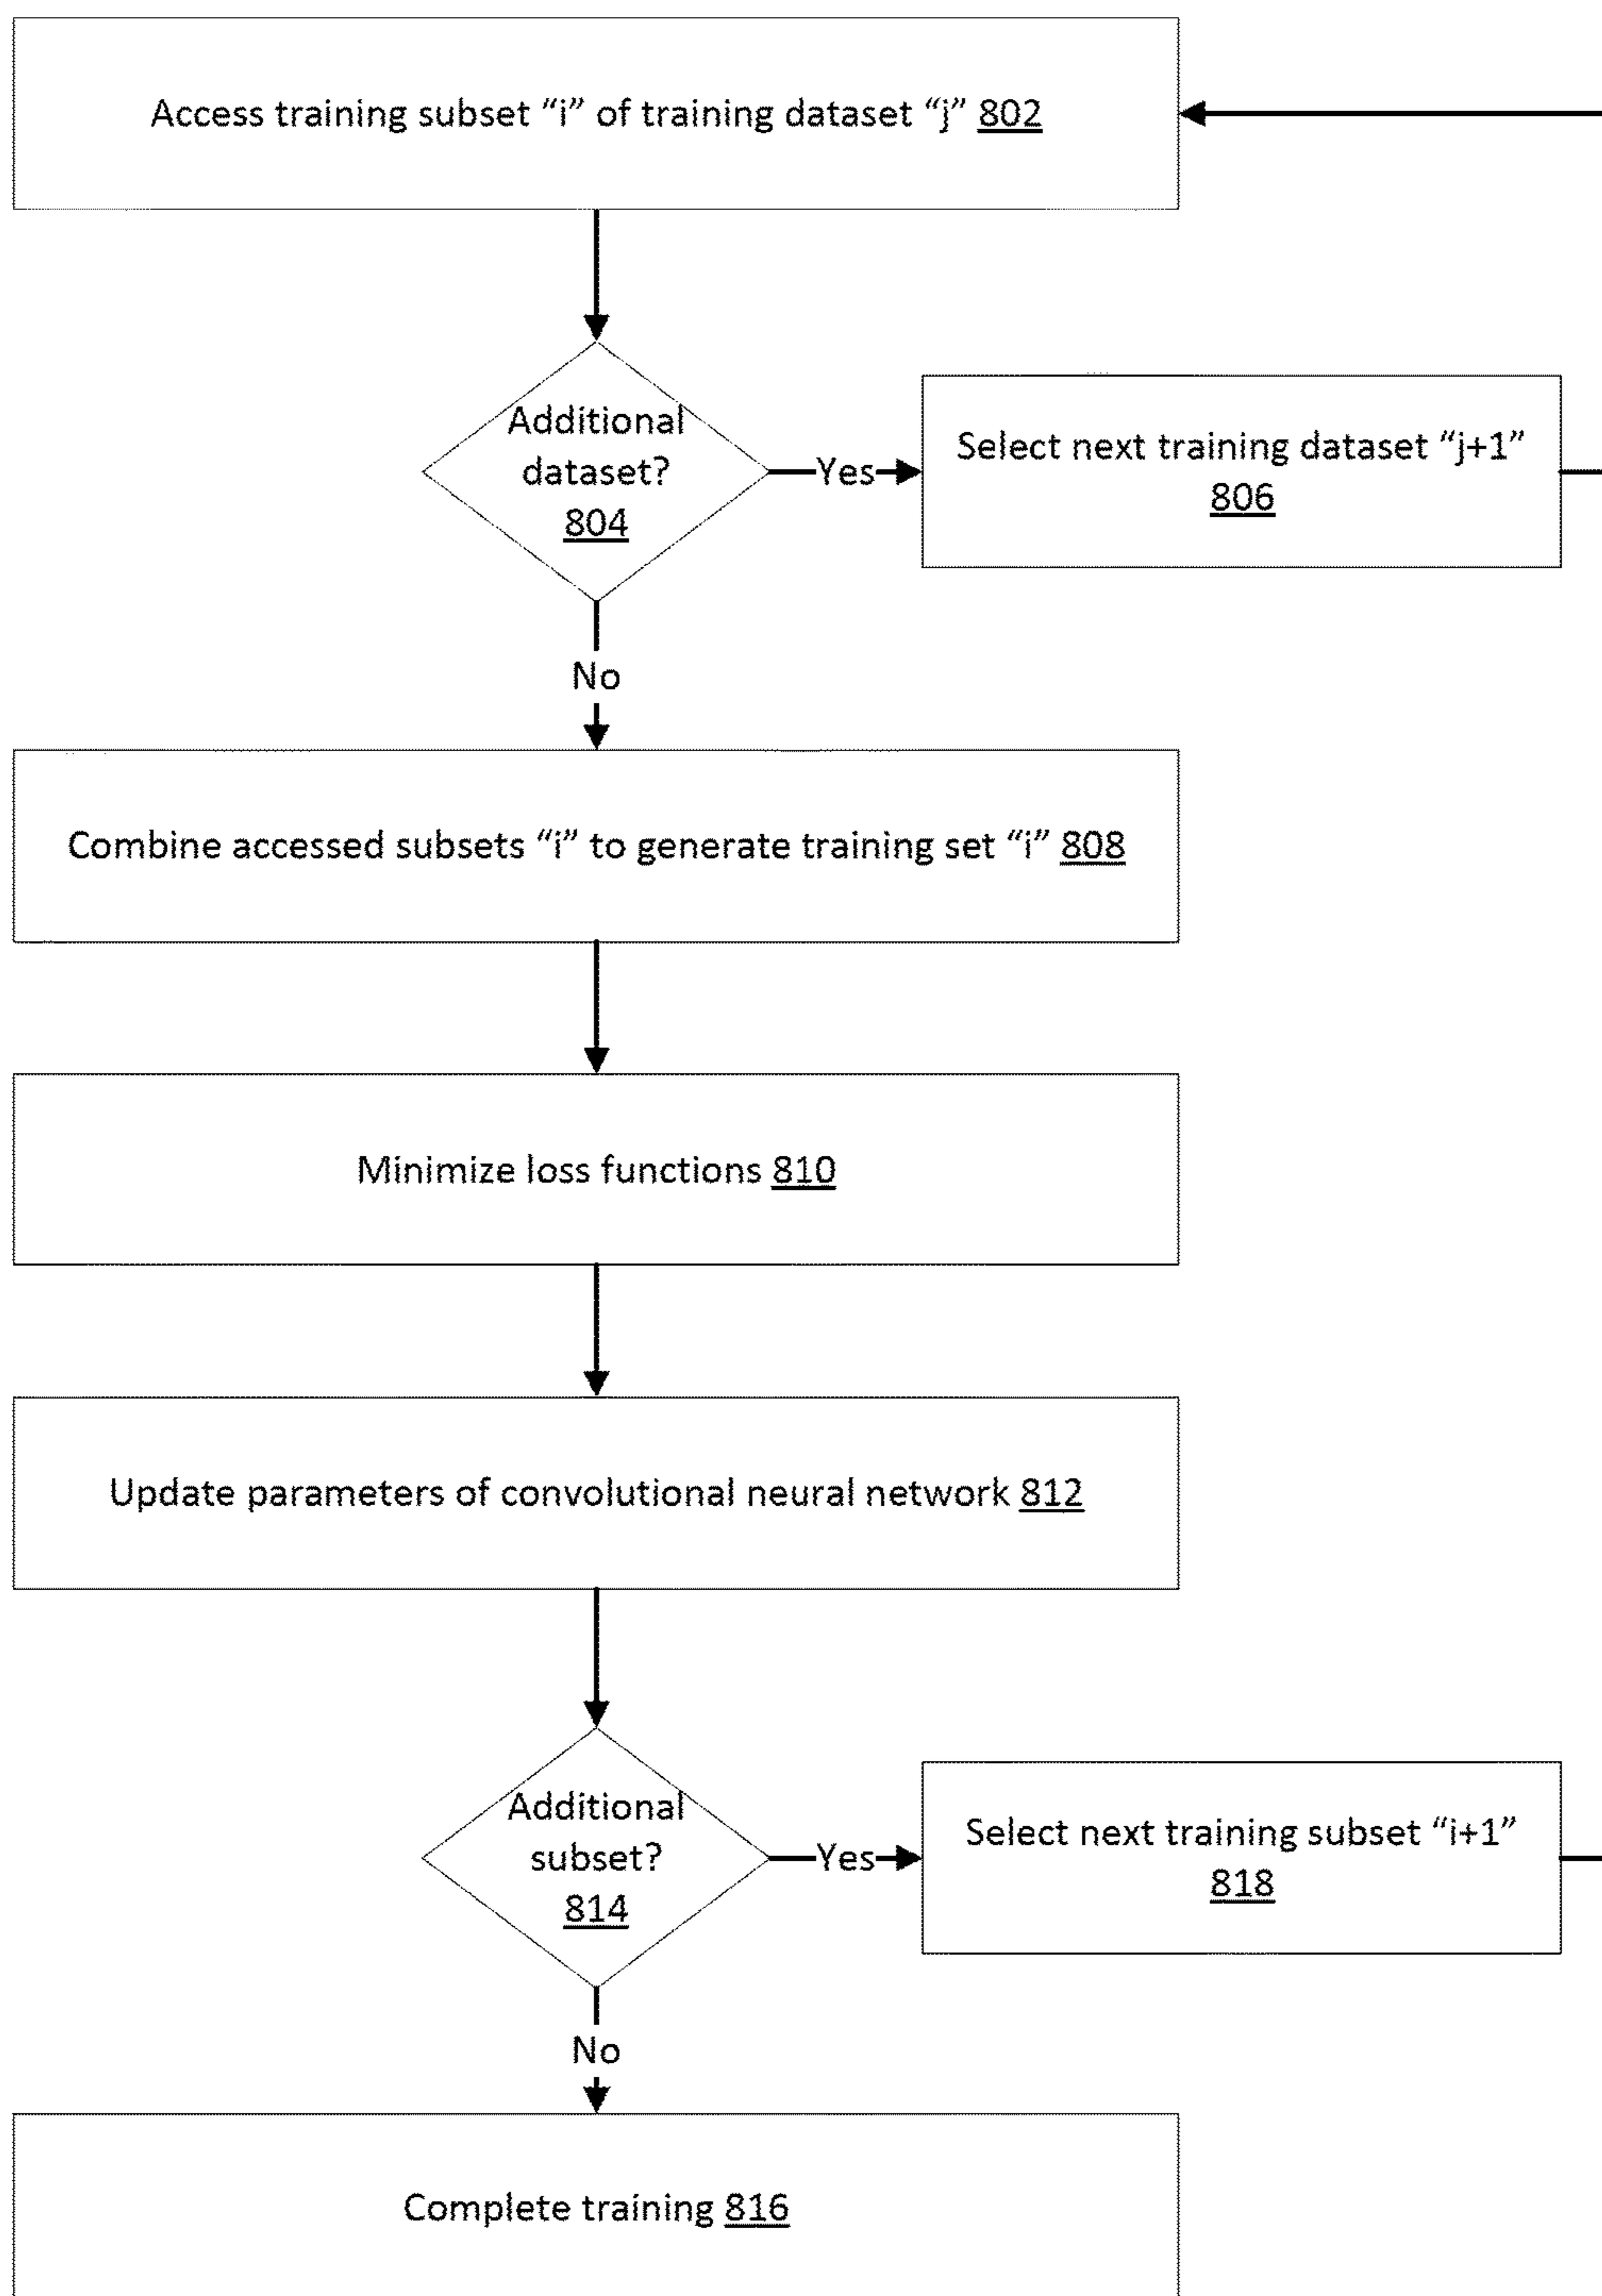 Access training subset “i” of training dataset “j” 802
Additional
dataset?
804
Yes
Select next training dataset “j+1”
806
No
Combine accessed subsets “i” to generate training set “i” 808
Minimize loss functions 810
Update parameters of convolutional neural network 812
Additional
subset?
814
Yes
Select next training subset “i+1”
818
No
Complete training 816